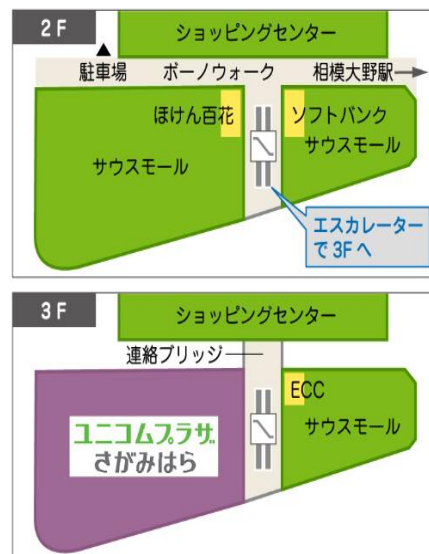 2F
ショッピングセンター
駐車場 ボーノウォーク 相模大野駅
ほけん百花 ソフトバンク
サウスモール サウスモール
エスカレーター
で3Fへ
3F
ショッピングセンター
連絡ブリッジ
ECC
サウスモール
ユニコムプラザ
さがみはら